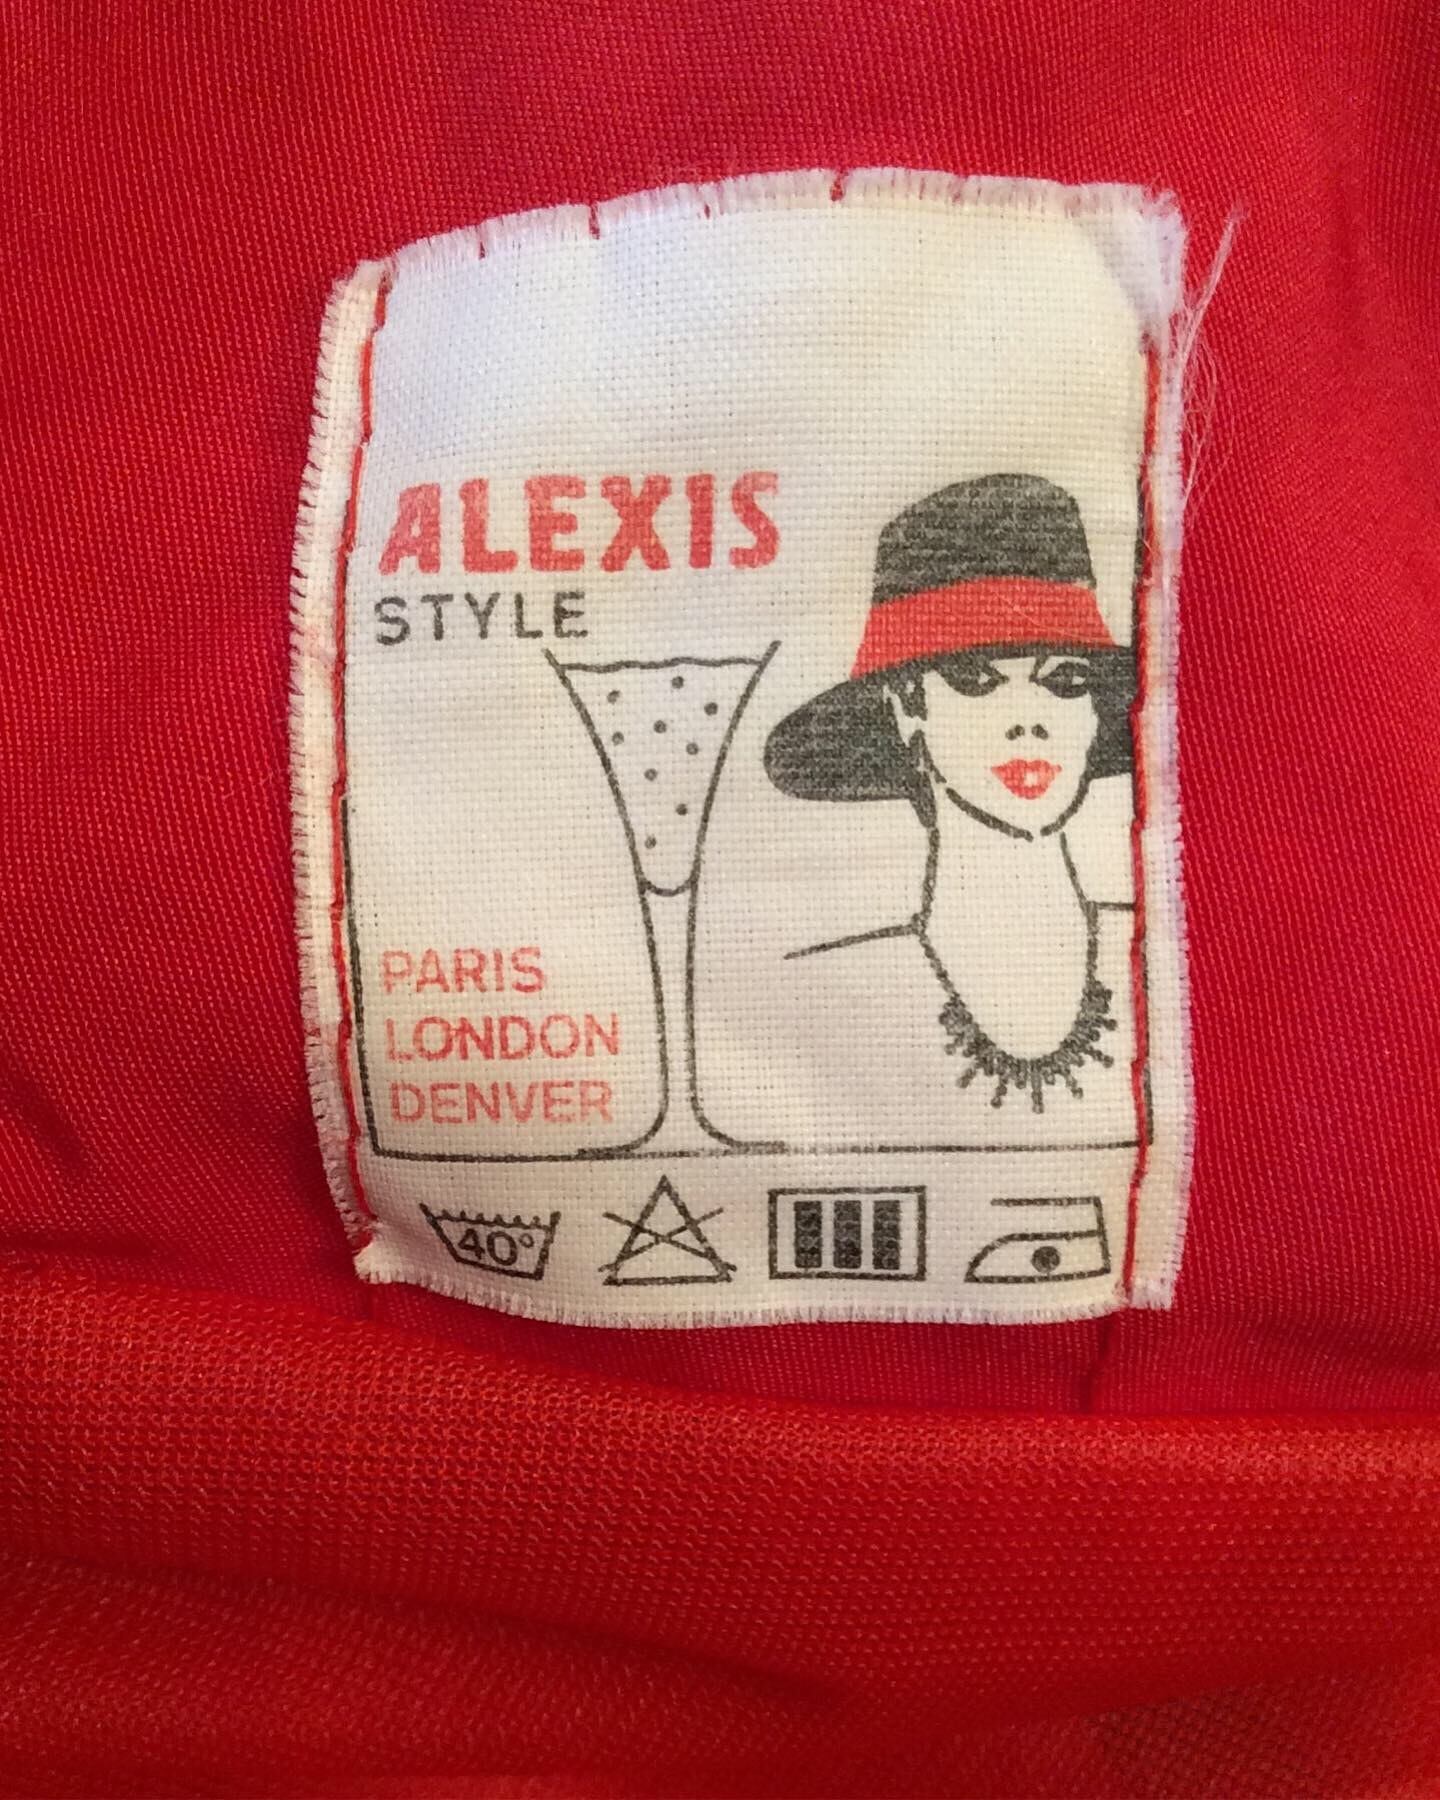 ALEXIS
STYLE
PARIS
LONDON
DENVER
40°